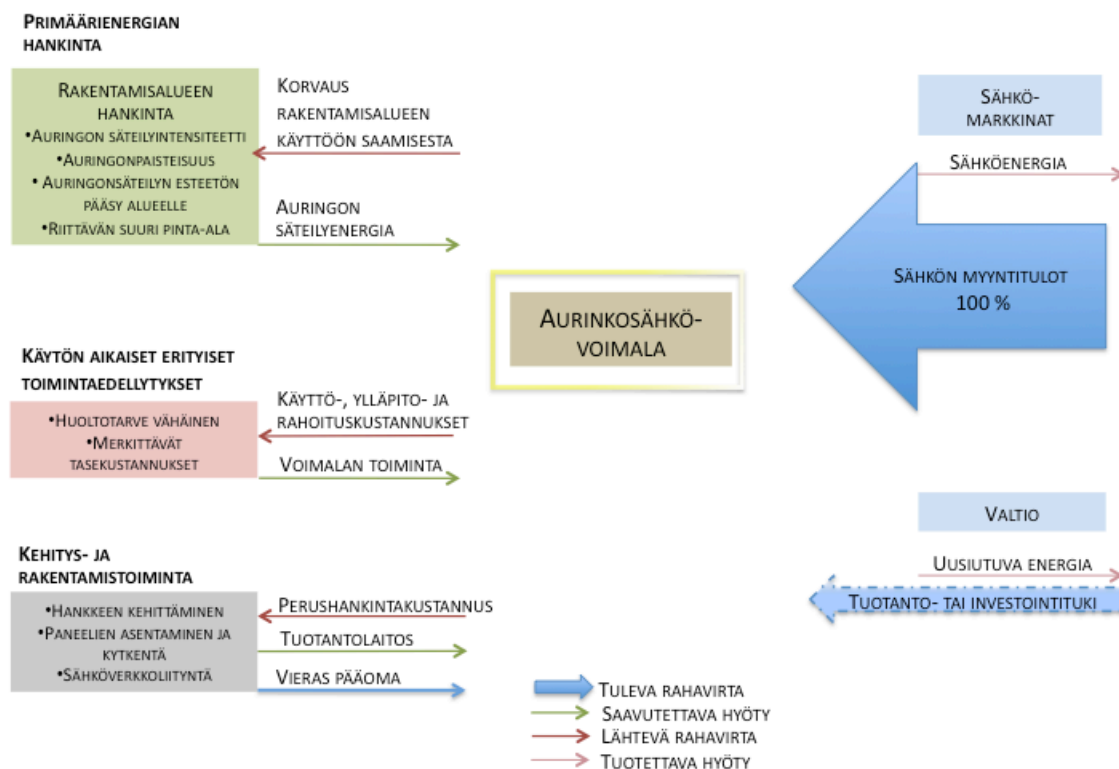 PRIMÄÄRIENERGIAN
HANKINTA
RAKENTAMISALUEEN
HANKINTA
•AURINGON SÄTEILYINTENSITEETTI
•AURINGONPAISTEISUUS
•AURINGONSÄTEILYN ESTEETÖN
PÄÄSY ALUEELLE
•RIITTÄVÄN SUURI PINTA-ALA
KORVAUS
RAKENTAMISALUEEN
KÄYTTÖÖN SAAMISESTA
AURINGON
SÄTEILYENERGIA
KÄYTÖN AIKAISET ERITYISET
TOIMINTAEDELLYTYKSET
•HUOLTOTARVE VÄHÄINEN
•MERKITTÄVÄT
TASEKUSTANNUKSET
KÄYTTÖ-, YLLÄPITO- JA
RAHOITUSKUSTANNUKSET
VOIMALAN TOIMINTA
KEHITYS- JA
RAKENTAMISTOIMINTA
•HANKKEEN KEHITTÄMINEN
•PANEELIEN ASENTAMINEN JA
KYTKENTÄ
•SÄHKÖVERKKOLIITYNTÄ
PERUSHANKINTAKUSTANNUS
TUOTANTOLAITOS
VIERAS PÄÄOMA
AURINKOSÄHKÖ-
VOIMALA
SÄHKÖ-
MARKKINAT
SÄHKÖENERGIA
SÄHKÖN MYYNTITULOT
100 %
VALTIO
UUSIUTUVA ENERGIA
TUOTANTO- TAI INVESTOINTITUKI
TULEVA RAHAVIRTA
SAAVUTETTAVA HYÖTY
LÄHTEVÄ RAHAVIRTA
TUOTETTAVA HYÖTY